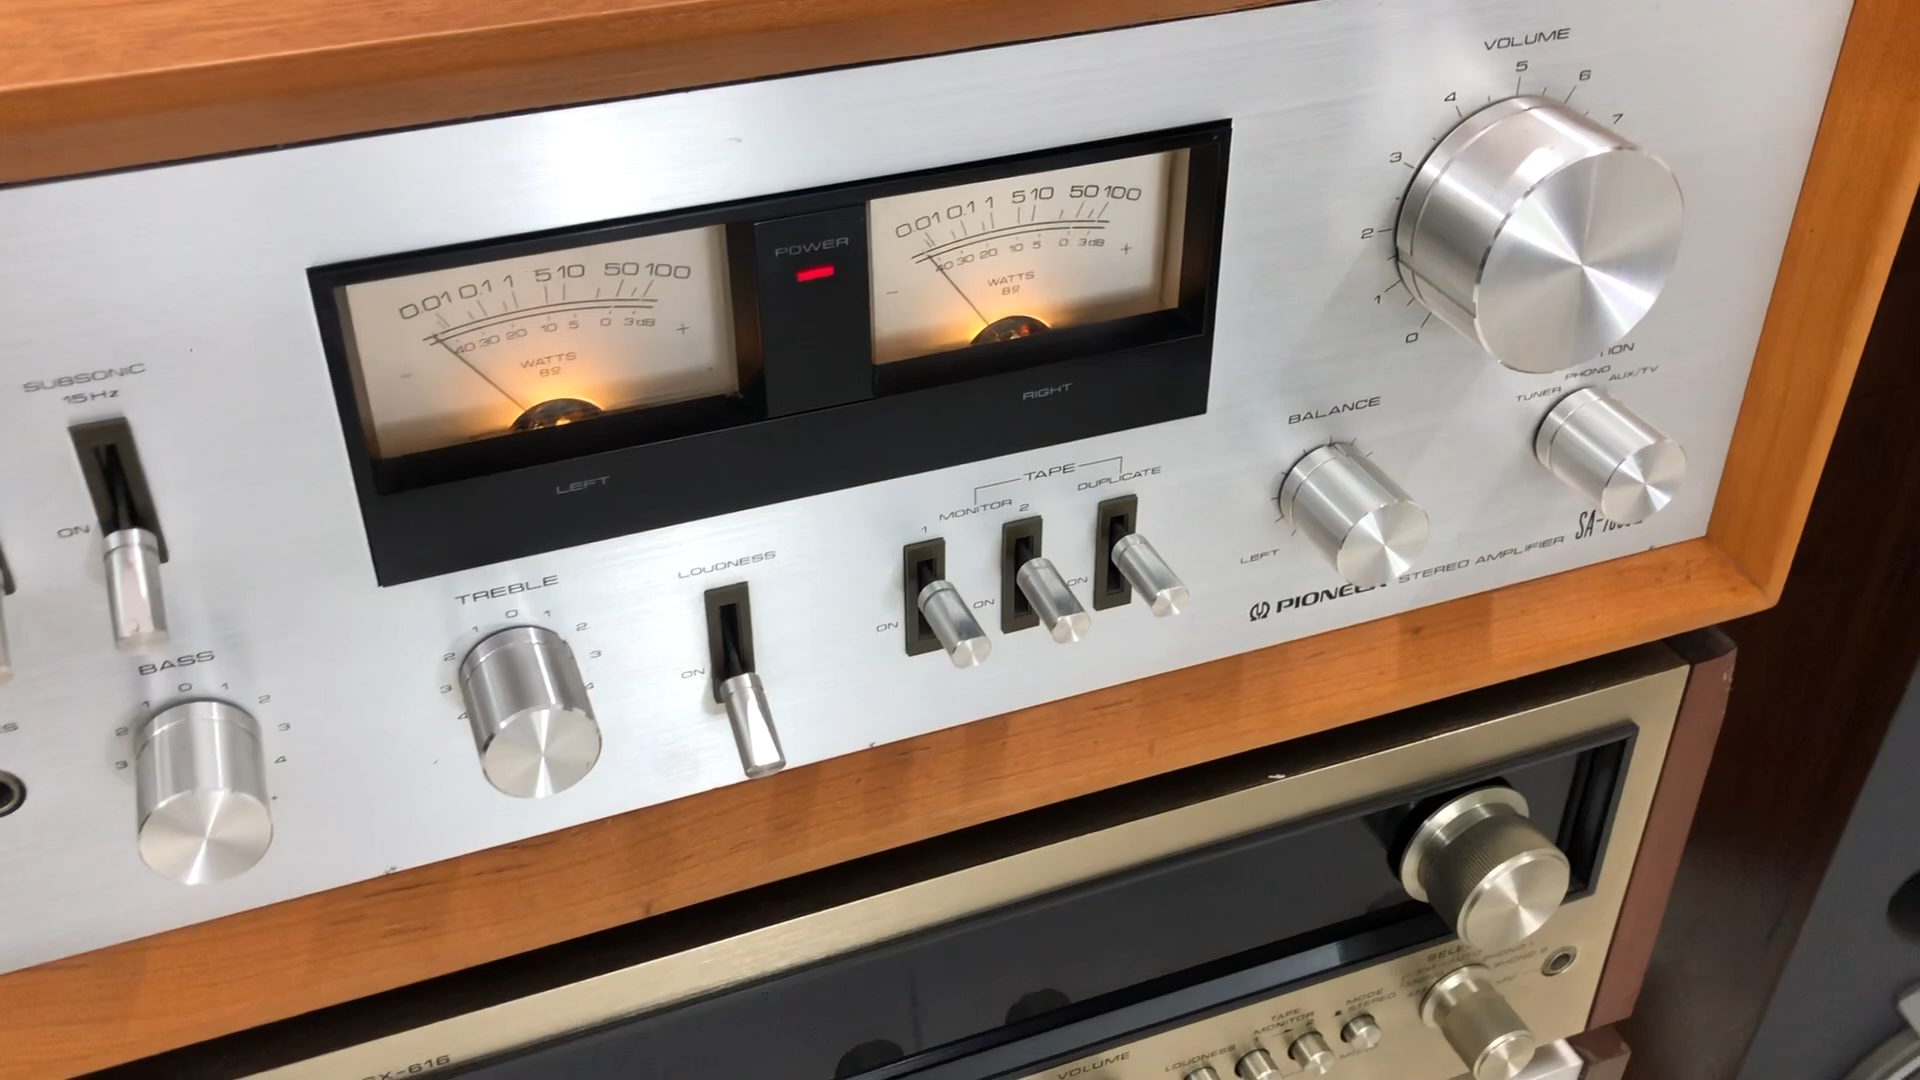 VOLUME
0 1 2 3 4 5 6 7
0.01 0.1 1 5 10 50 100
40 30 20 10 5 0 3 dB
- +
WATTS
8Ω
LEFT
POWER
0.01 0.1 1 5 10 50 100
40 30 20 10 5 0 3 dB
- +
WATTS
8Ω
RIGHT
SUBSONIC
15 Hz
ON
BASS
1 0 1 2
2 3
3 4
TREBLE
1 0 1 2
2 3
3 4
4
LOUDNESS
ON
TAPE
MONITOR DUPLICATE
1 2
ON ON ON
BALANCE
LEFT
TUNER PHONO AUX/TV
PIONEER STEREO AMPLIFIER
VOLUME
LOUDNESS
TAPE
MONITOR
2
MODE
STEREO